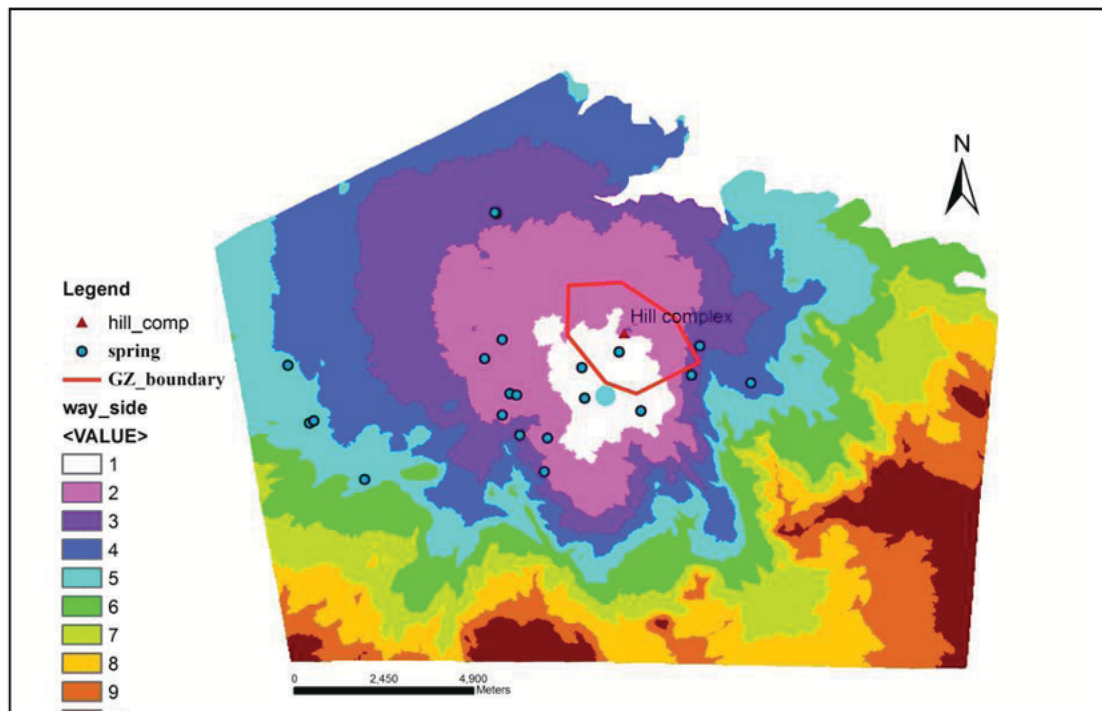 N
Hill complex
Legend
hill_comp
spring
GZ_boundary
way_side
<VALUE>
1
2
3
4
5
6
7
8
9
0 2,450 4,900
Meters